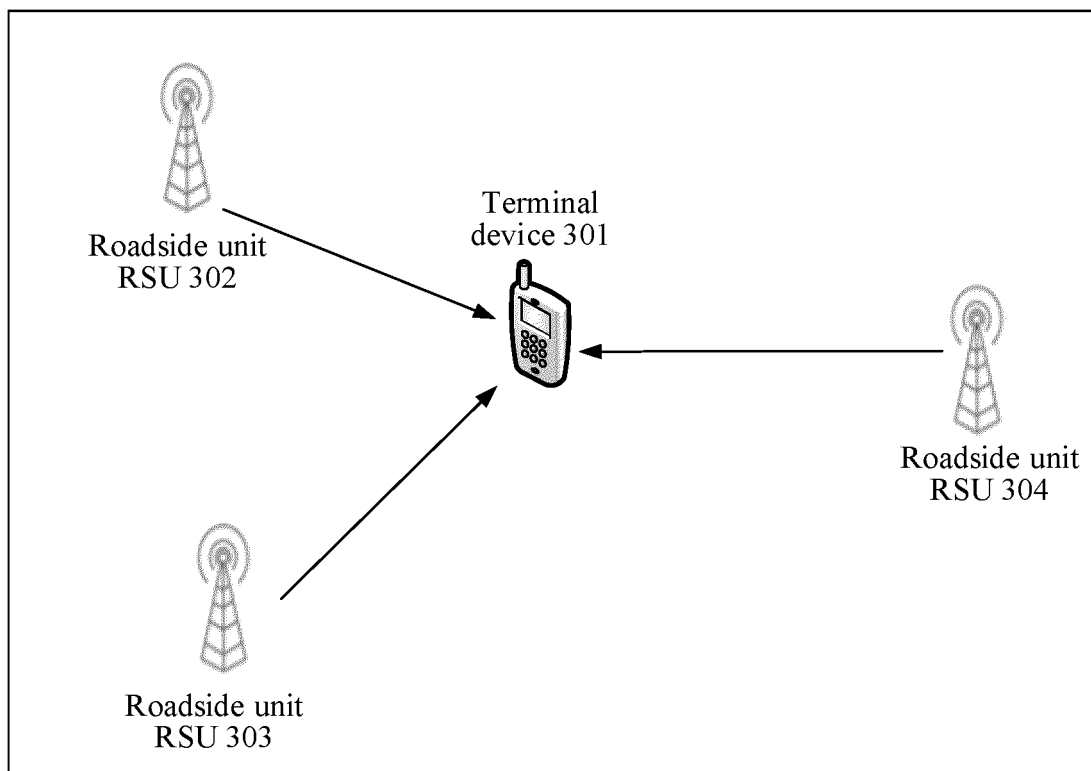 Roadside unit
RSU 302
Terminal
device 301
Roadside unit
RSU 304
Roadside unit
RSU 303